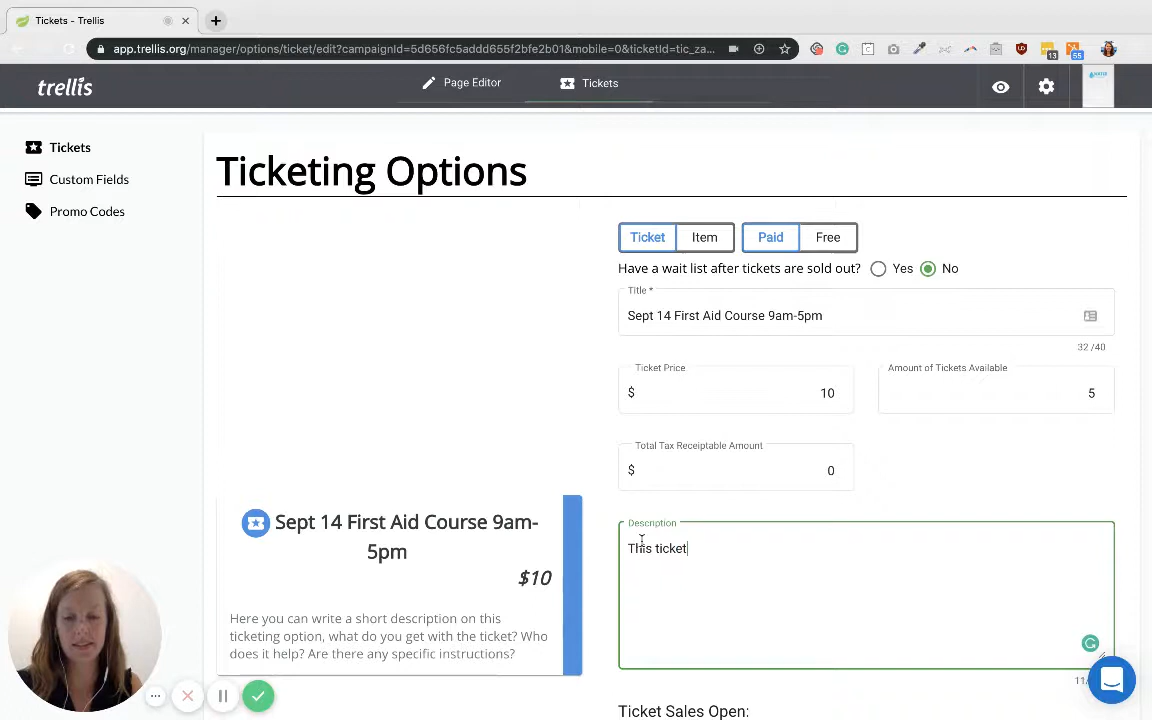 Tickets - Trellis
app.trellis.org/manager/options/ticket/edit?campaignId=5d656fc5addd655f2bfe2b01&mobile=0&ticketId=tic_za...
13
55
trellis
Page Editor
Tickets
Tickets
Custom Fields
Promo Codes
Ticketing Options
Ticket
Item
Paid
Free
Have a wait list after tickets are sold out?
Yes
No
Title *
Sept 14 First Aid Course 9am-5pm
32 /40
Ticket Price
$
10
Amount of Tickets Available
5
Total Tax Receiptable Amount
$
0
Description
This ticket
11/
Ticket Sales Open:
Sept 14 First Aid Course 9am-
5pm
$10
Here you can write a short description on this
ticketing option, what do you get with the ticket? Who
does it help? Are there any specific instructions?